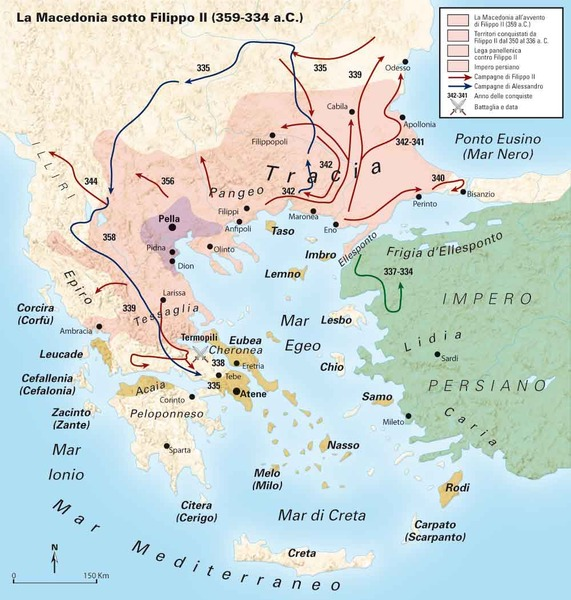 La Macedonia sotto Filippo II (359-334 a.C.)
La Macedonia all'avvento
di Filippo II (359 a.C.)
Territori conquistati da
Filippo II dal 350 al 336 a. C.
Lega panellenica
contro Filippo II
Impero persiano
Campagne di Filippo II
Campagne di Alessandro
342-341 Anno delle conquiste
Battaglia e data
335
335
339
Odesso
Cabila
Apollonia
342-341
Filippopoli
Ponto Eusino
(Mar Nero)
ILLIRI
344
356
342
Tracia
340
Pangeo
342
Bisanzio
Perinto
Pella
Filippi
Maronea
Anfipoli
Eno
358
Taso
Pidna
Olinto
Imbro
Ellesponto
Frigia d'Ellesponto
Dion
Lemno
337-334
Epiro
Larissa
IMPERO
Corcira
(Corfù)
339
Tessaglia
Mar
Egeo
Lesbo
Ambracia
Termopili
Eubea
Lidia
Leucade
Cheronea
338
Eretria
Chio
Sardi
Cefallenia
(Cefalonia)
335
Tebe
PERSIANO
Acaia
Atene
Corinto
Samo
Zacinto
(Zante)
Peloponneso
Mileto
Caria
Mar
Ionio
Sparta
Nasso
Melo
(Milo)
Rodi
Citera
(Cerigo)
Mar di Creta
Carpato
(Scarpanto)
Mar Mediterraneo
Creta
N
0 150 Km